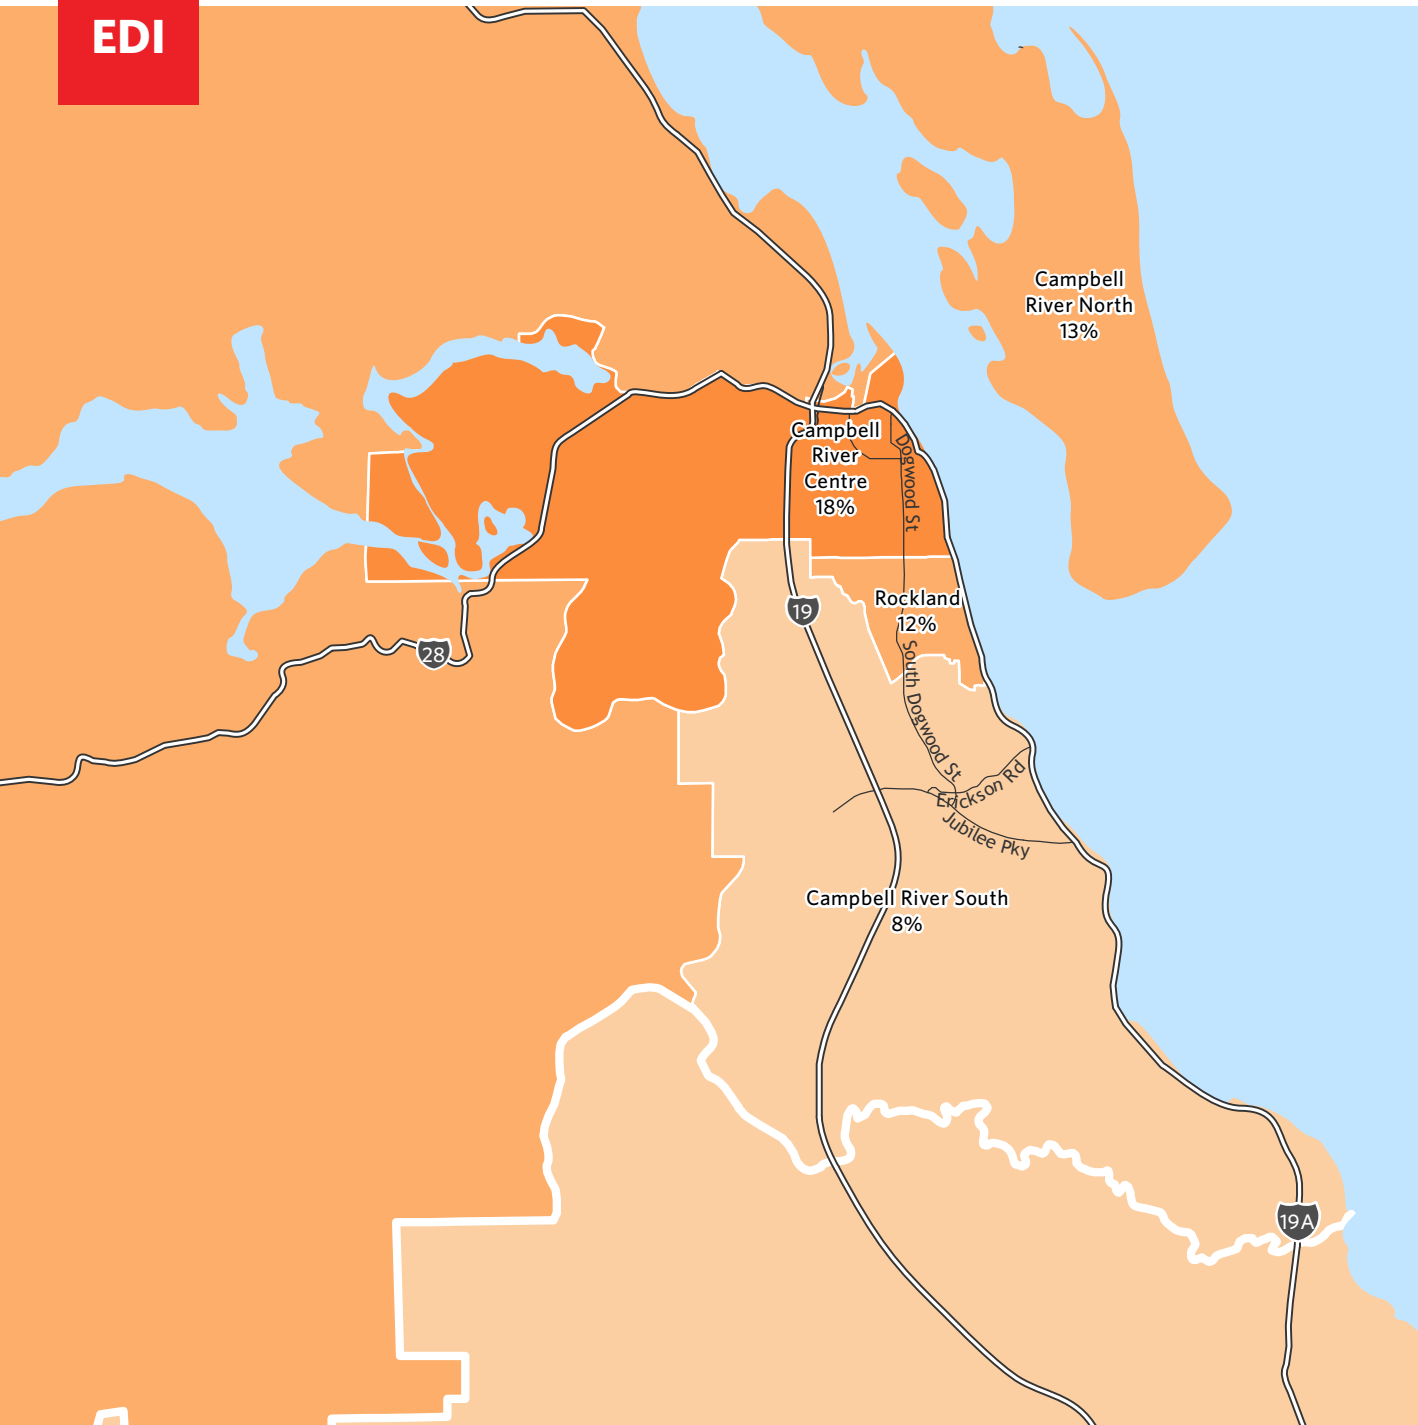 EDI
Campbell
River North
13%
Campbell
River
Centre
18%
Dogwood St
Rockland
12%
19
28
South Dogwood St
Erickson Rd
Jubilee Pky
Campbell River South
8%
19A